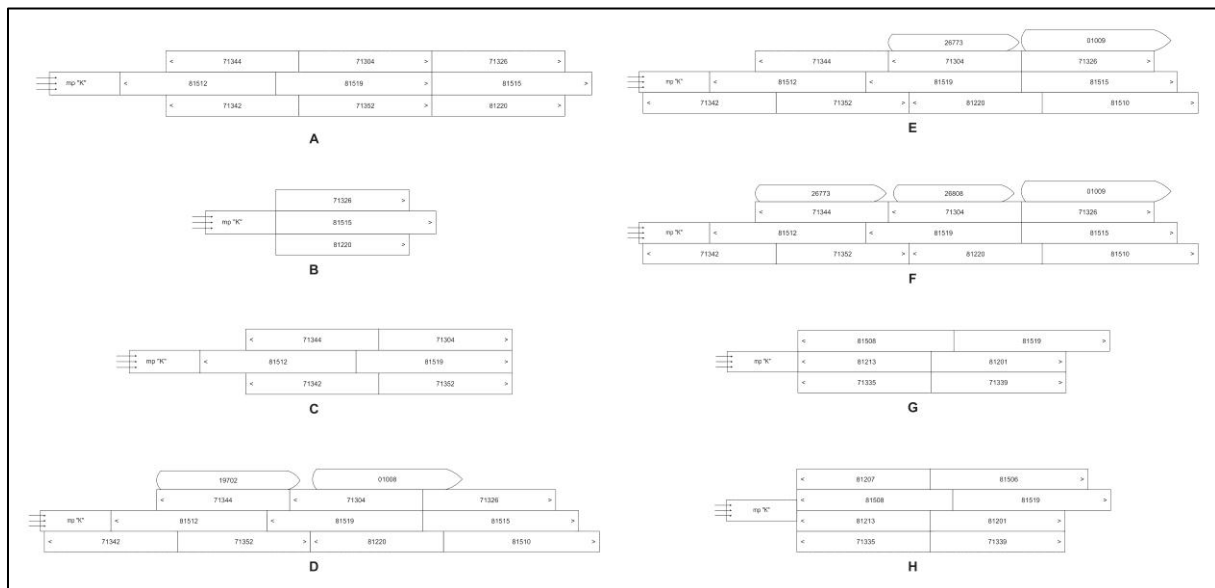 < 71344 71304 71326 >
mp "K" < 81512 81519 > 81515 >
< 71342 71352 > 81220 >
A
71326 >
mp "K" 81515 >
81220 >
B
< 71344 71304 >
mp "K" < 81512 81519 >
< 71342 71352 >
C
19702 01008
< 71344 < 71304 71326 >
mp "K" < 81512 < 81519 81515 >
< 71342 71352 > < 81220 81510 >
D
26773 01009
< 71344 < 71304 71326 >
mp "K" < 81512 < 81519 81515 >
< 71342 71352 > < 81220 81510 >
E
26773 26808 01009
< 71344 < 71304 71326 >
mp "K" < 81512 < 81519 81515 >
< 71342 71352 > < 81220 81510 >
F
< 81508 81519 >
mp "K" < 81213 81201 >
< 71335 71339 >
G
< 81207 81506 >
mp "K" < 81508 81519 >
< 81213 81201 >
< 71335 71339 >
H